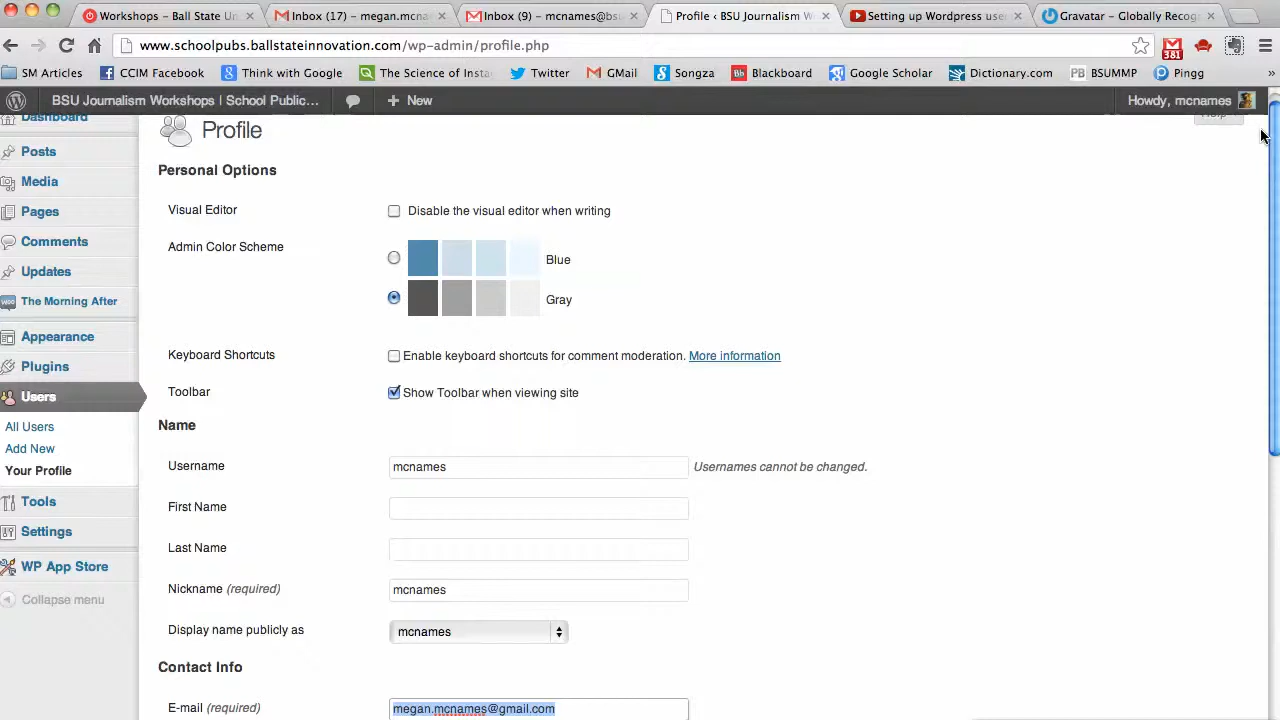 Workshops – Ball State Un
Inbox (17) – megan.mcna
Inbox (9) – mcnames@bs
Profile ‹ BSU Journalism W
Setting up Wordpress use
Gravatar – Globally Recog
www.schoolpubs.ballstateinnovation.com/wp-admin/profile.php
381
SM Articles
CCIM Facebook
Think with Google
The Science of Insta
Twitter
GMail
Songza
Blackboard
Google Scholar
Dictionary.com
BSUMMP
Pingg
»
BSU Journalism Workshops | School Public...
+ New
Howdy, mcnames
Help
Dashboard
Posts
Media
Pages
Comments
Updates
The Morning After
Appearance
Plugins
Users
All Users
Add New
Your Profile
Tools
Settings
WP App Store
Collapse menu
Profile
Personal Options
Visual Editor
Disable the visual editor when writing
Admin Color Scheme
Blue
Gray
Keyboard Shortcuts
Enable keyboard shortcuts for comment moderation. More information
Toolbar
Show Toolbar when viewing site
Name
Username
mcnames
Usernames cannot be changed.
First Name
Last Name
Nickname (required)
mcnames
Display name publicly as
mcnames
Contact Info
E-mail (required)
megan.mcnames@gmail.com